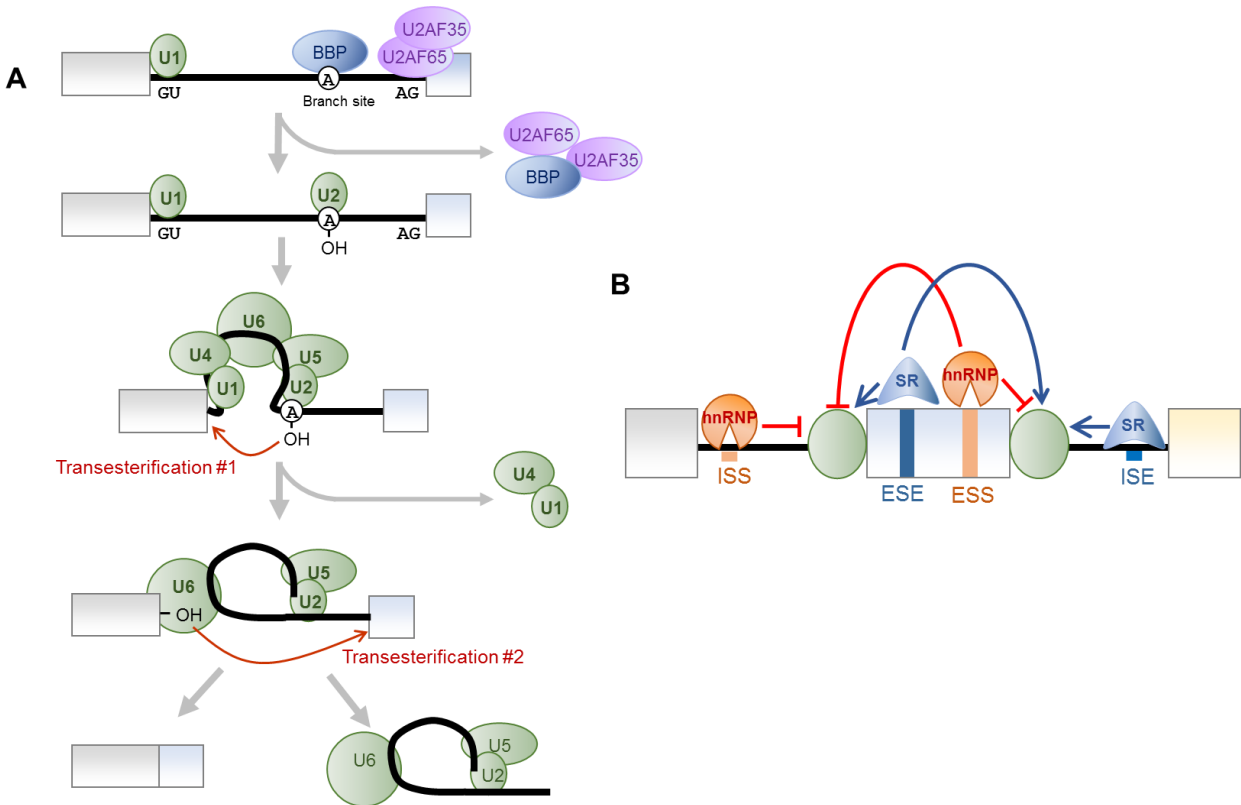 A
U1
BBP
U2AF35
U2AF65
A
GU
Branch site
AG
U2AF65
U2AF35
BBP
U1
U2
A
GU
OH
AG
U6
U4
U5
U1
U2
A
OH
Transesterification #1
U4
U1
U6
U5
U2
OH
Transesterification #2
U6
U5
U2
B
hnRNP
SR
hnRNP
SR
ISS
ESE
ESS
ISE